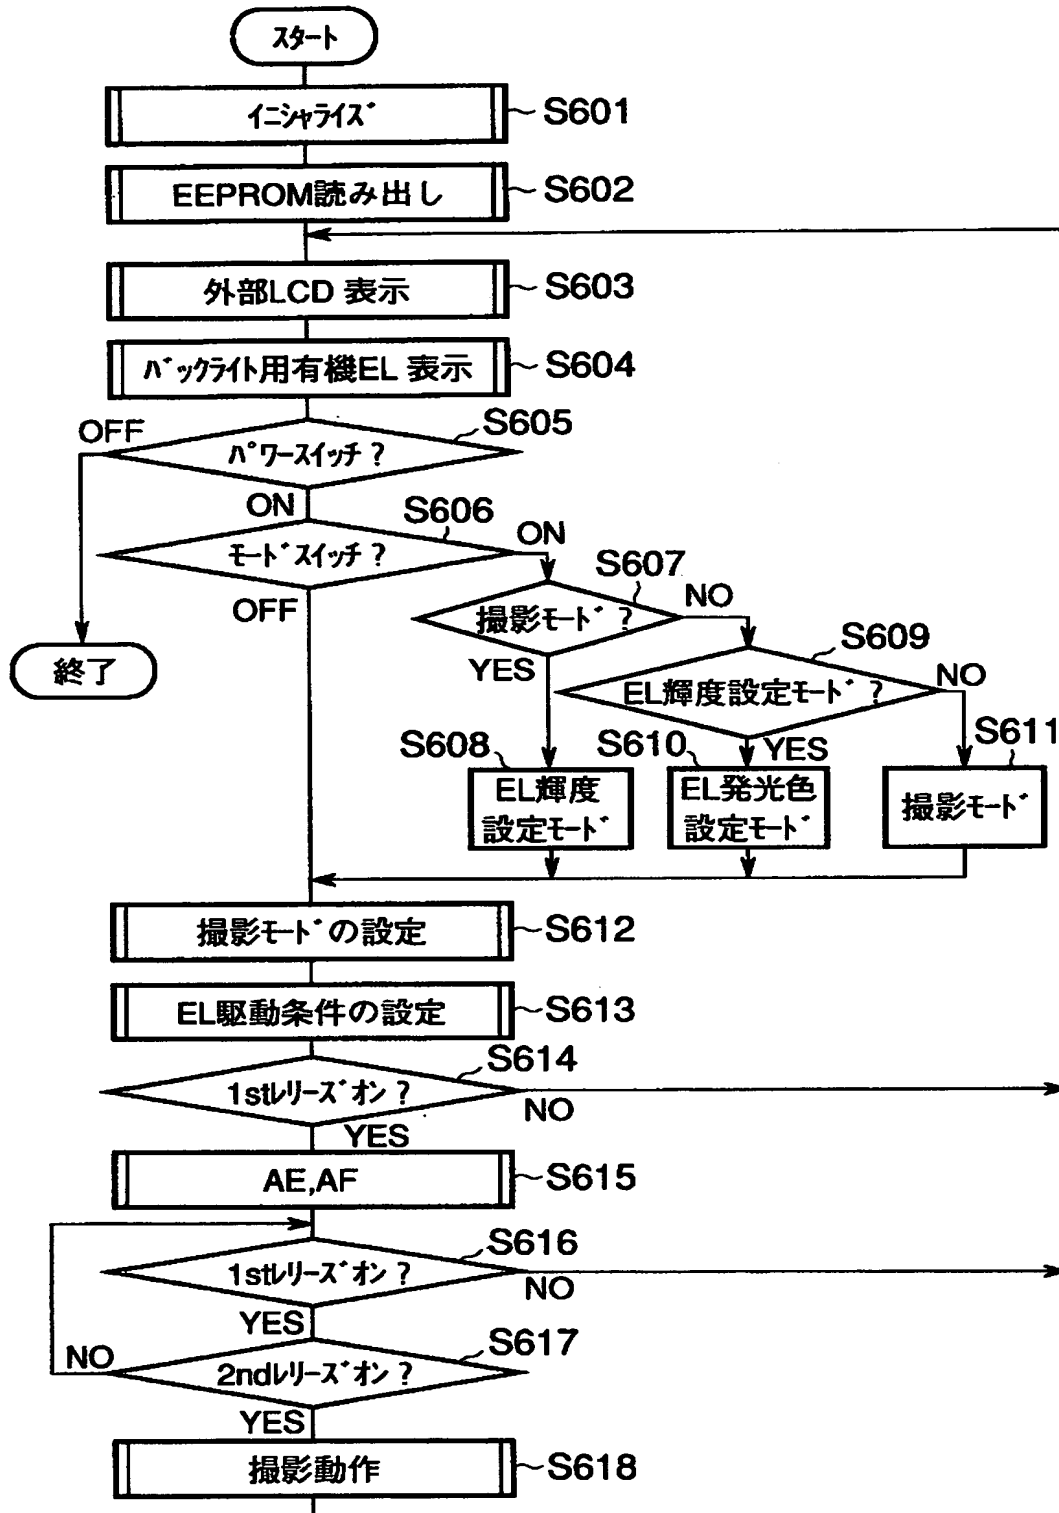 スタート
イニシャライズ
S601
EEPROM読み出し
S602
外部LCD 表示
S603
バックライト用有機EL 表示
S604
S605
OFF
パワースイッチ?
ON
S606
モードスイッチ?
ON
OFF
S607
撮影モード?
NO
YES
S609
EL輝度設定モード?
NO
終了
S608
S610
YES
S611
EL輝度
設定モード
EL発光色
設定モード
撮影モード
撮影モードの設定
S612
EL駆動条件の設定
S613
S614
1stレリーズオン?
NO
YES
AE,AF
S615
S616
1stレリーズオン?
NO
YES
S617
NO
2ndレリーズオン?
YES
撮影動作
S618